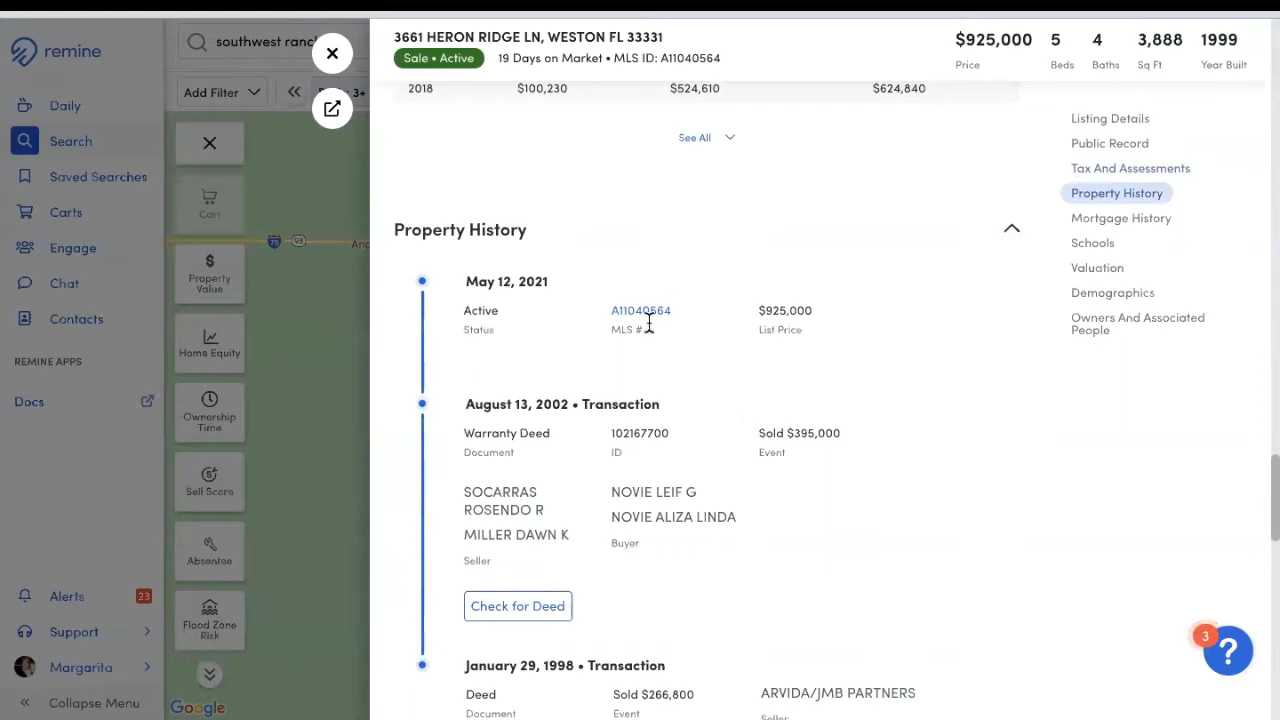 remine
southwest ranc
Add Filter
3+
Daily
Search
Saved Searches
Carts
Engage
Chat
Contacts
REMINE APPS
Docs
Alerts
23
Support
Margarita
Collapse Menu
Cart
$
Property
Value
Home Equity
Ownership
Time
Sell Score
Absentee
Flood Zone
Risk
75
93
Google
3661 HERON RIDGE LN, WESTON FL 33331
Sale • Active
19 Days on Market • MLS ID: A11040564
$925,000 5 4 3,888 1999
Price Beds Baths Sq Ft Year Built
2018 $100,230 $524,610 $624,840
See All
Property History
May 12, 2021
Active A11040564 $925,000
Status MLS # List Price
August 13, 2002 • Transaction
Warranty Deed 102167700 Sold $395,000
Document ID Event
SOCARRAS
ROSENDO R
MILLER DAWN K
Seller
NOVIE LEIF G
NOVIE ALIZA LINDA
Buyer
Check for Deed
January 29, 1998 • Transaction
Deed Sold $266,800 ARVIDA/JMB PARTNERS
Document Event Seller
Listing Details
Public Record
Tax And Assessments
Property History
Mortgage History
Schools
Valuation
Demographics
Owners And Associated
People
3
?